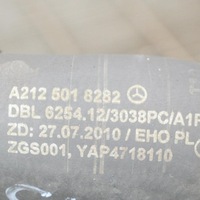 A212 501 8282
DBL 6254.12/3038PC/A1F
ZD: 27.07.2010 / EHO PL
ZGS001, YAP4718110